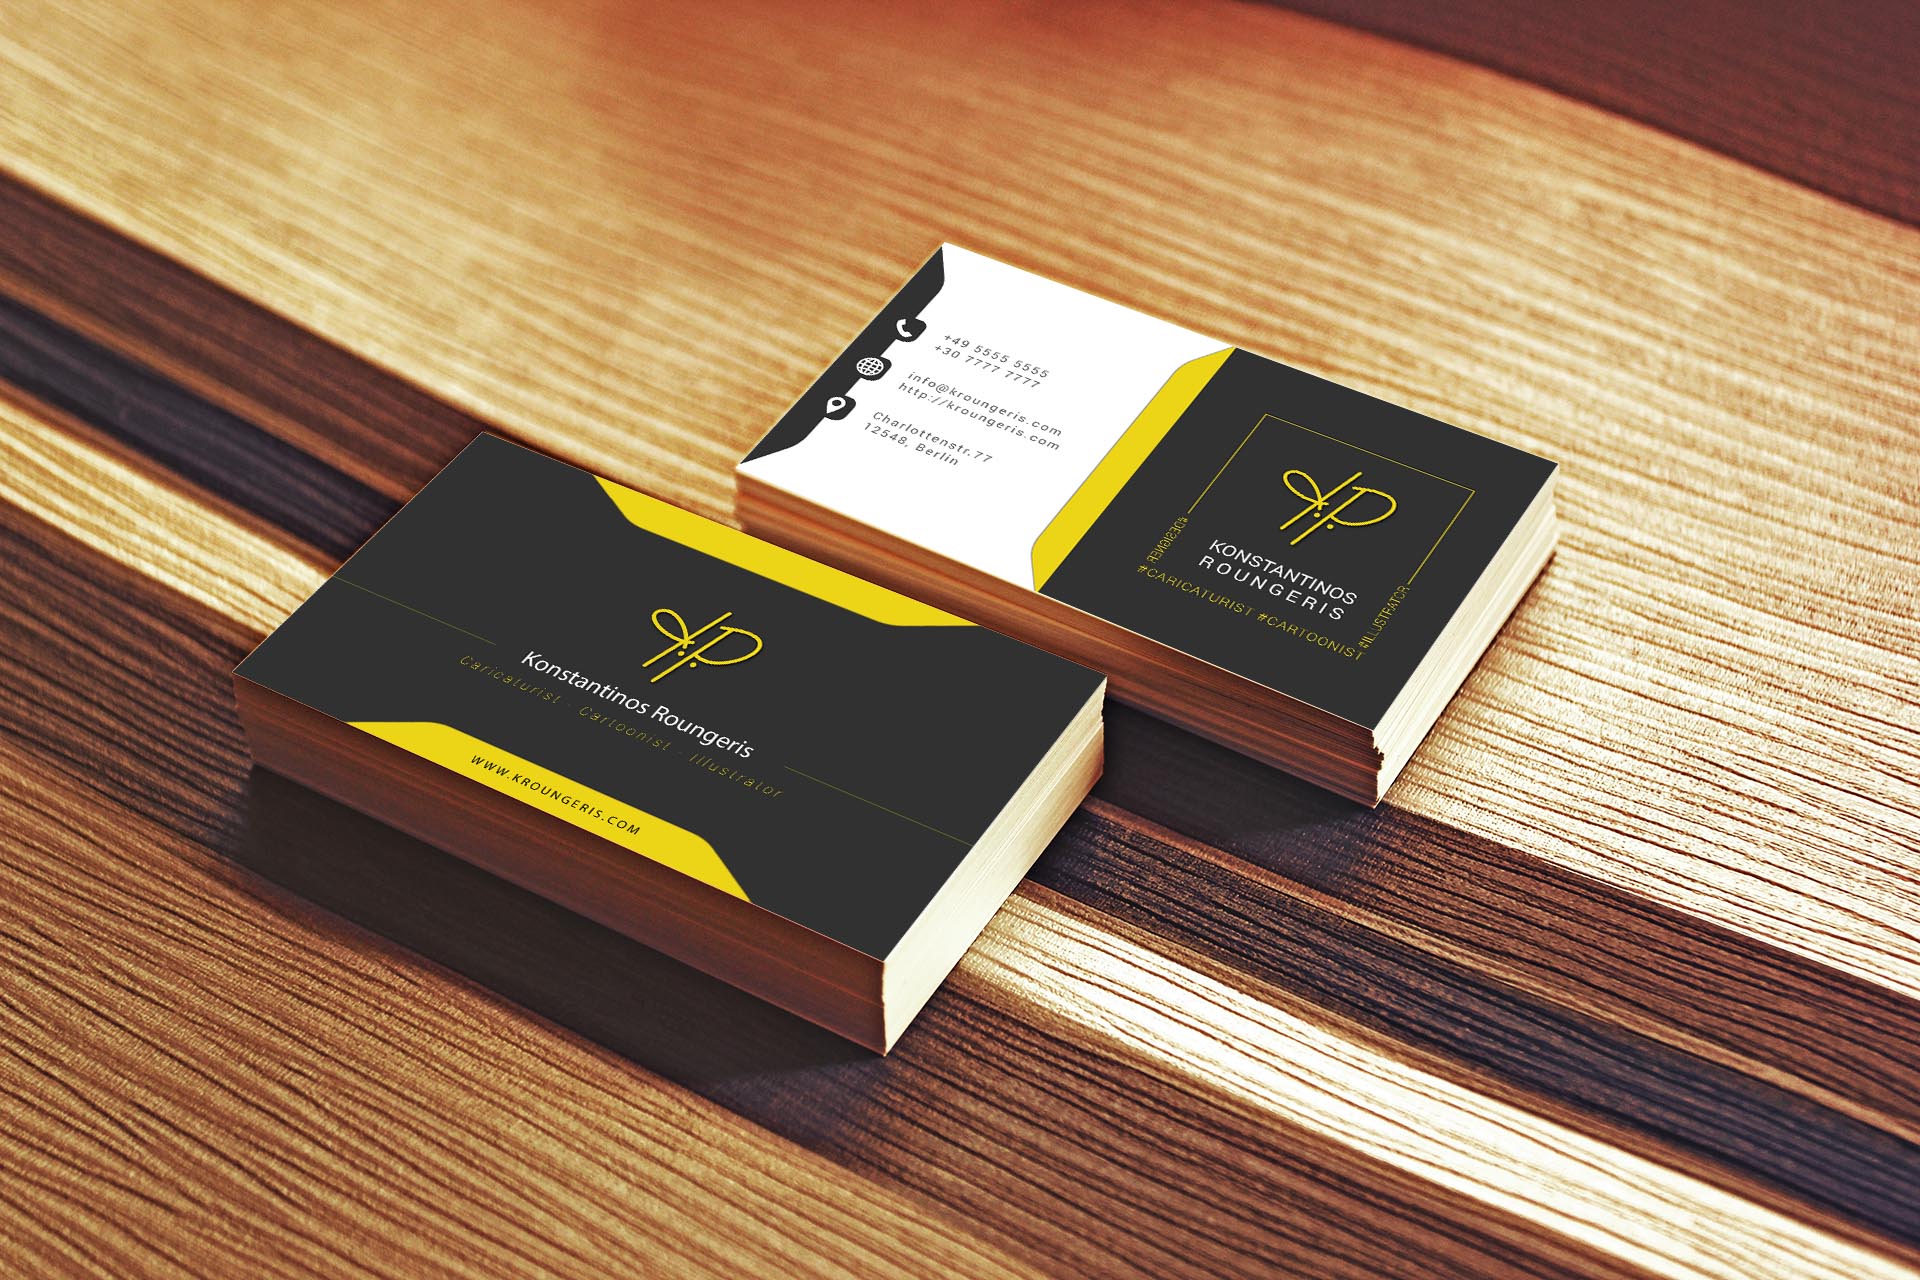 +49 5555 5555
+30 7777 7777
info@kroungeris.com
http://kroungeris.com
Charlottenstr.77
12548, Berlin
KONSTANTINOS
ROUNGERIS
#DESIGNER
#CARICATURIST #CARTOONIST
#ILLUSTRATOR
Konstantinos Roungeris
Caricaturist · Cartoonist · Illustrator
WWW.KROUNGERIS.COM